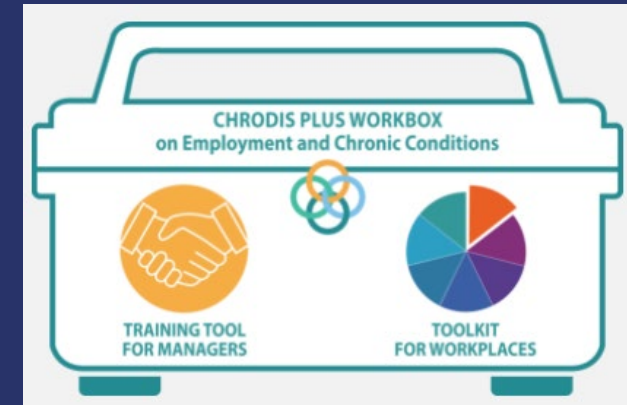 CHRODIS PLUS WORKBOX
on Employment and Chronic Conditions
TRAINING TOOL
FOR MANAGERS
TOOLKIT
FOR WORKPLACES